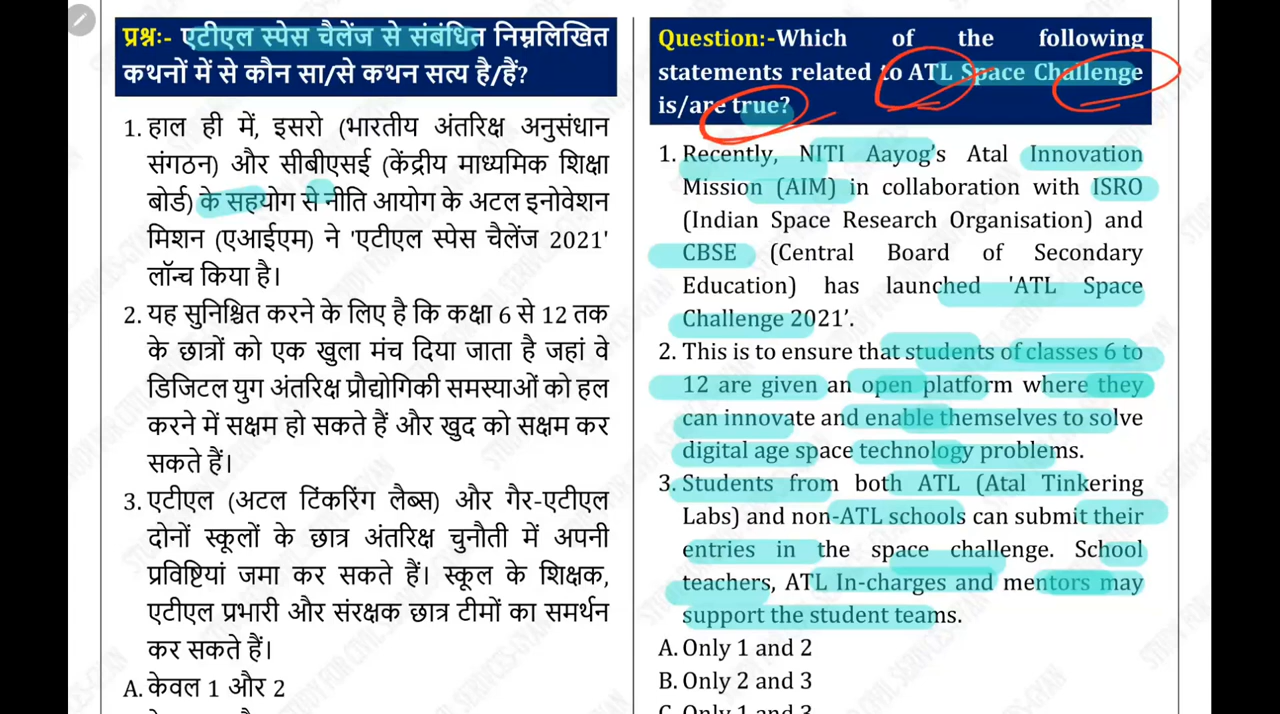 प्रश्नः- एटीएल स्पेस चैलेंज से संबंधित निम्नलिखित
कथनों में से कौन सा/से कथन सत्य है/हैं?
1. हाल ही में, इसरो (भारतीय अंतरिक्ष अनुसंधान
संगठन) और सीबीएसई (केंद्रीय माध्यमिक शिक्षा
बोर्ड) के सहयोग से नीति आयोग के अटल इनोवेशन
मिशन (एआईएम) ने 'एटीएल स्पेस चैलेंज 2021'
लॉन्च किया है।
2. यह सुनिश्चित करने के लिए है कि कक्षा 6 से 12 तक
के छात्रों को एक खुला मंच दिया जाता है जहां वे
डिजिटल युग अंतरिक्ष प्रौद्योगिकी समस्याओं को हल
करने में सक्षम हो सकते हैं और खुद को सक्षम कर
सकते हैं।
3. एटीएल (अटल टिंकरिंग लैब्स) और गैर-एटीएल
दोनों स्कूलों के छात्र अंतरिक्ष चुनौती में अपनी
प्रविष्टियां जमा कर सकते हैं। स्कूल के शिक्षक,
एटीएल प्रभारी और संरक्षक छात्र टीमों का समर्थन
कर सकते हैं।
A. केवल 1 और 2
Question:-Which of the following
statements related to ATL Space Challenge
is/are true?
1. Recently, NITI Aayog's Atal Innovation
Mission (AIM) in collaboration with ISRO
(Indian Space Research Organisation) and
CBSE (Central Board of Secondary
Education) has launched 'ATL Space
Challenge 2021'.
2. This is to ensure that students of classes 6 to
12 are given an open platform where they
can innovate and enable themselves to solve
digital age space technology problems.
3. Students from both ATL (Atal Tinkering
Labs) and non-ATL schools can submit their
entries in the space challenge. School
teachers, ATL In-charges and mentors may
support the student teams.
A. Only 1 and 2
B. Only 2 and 3
C. Only 1 and 3